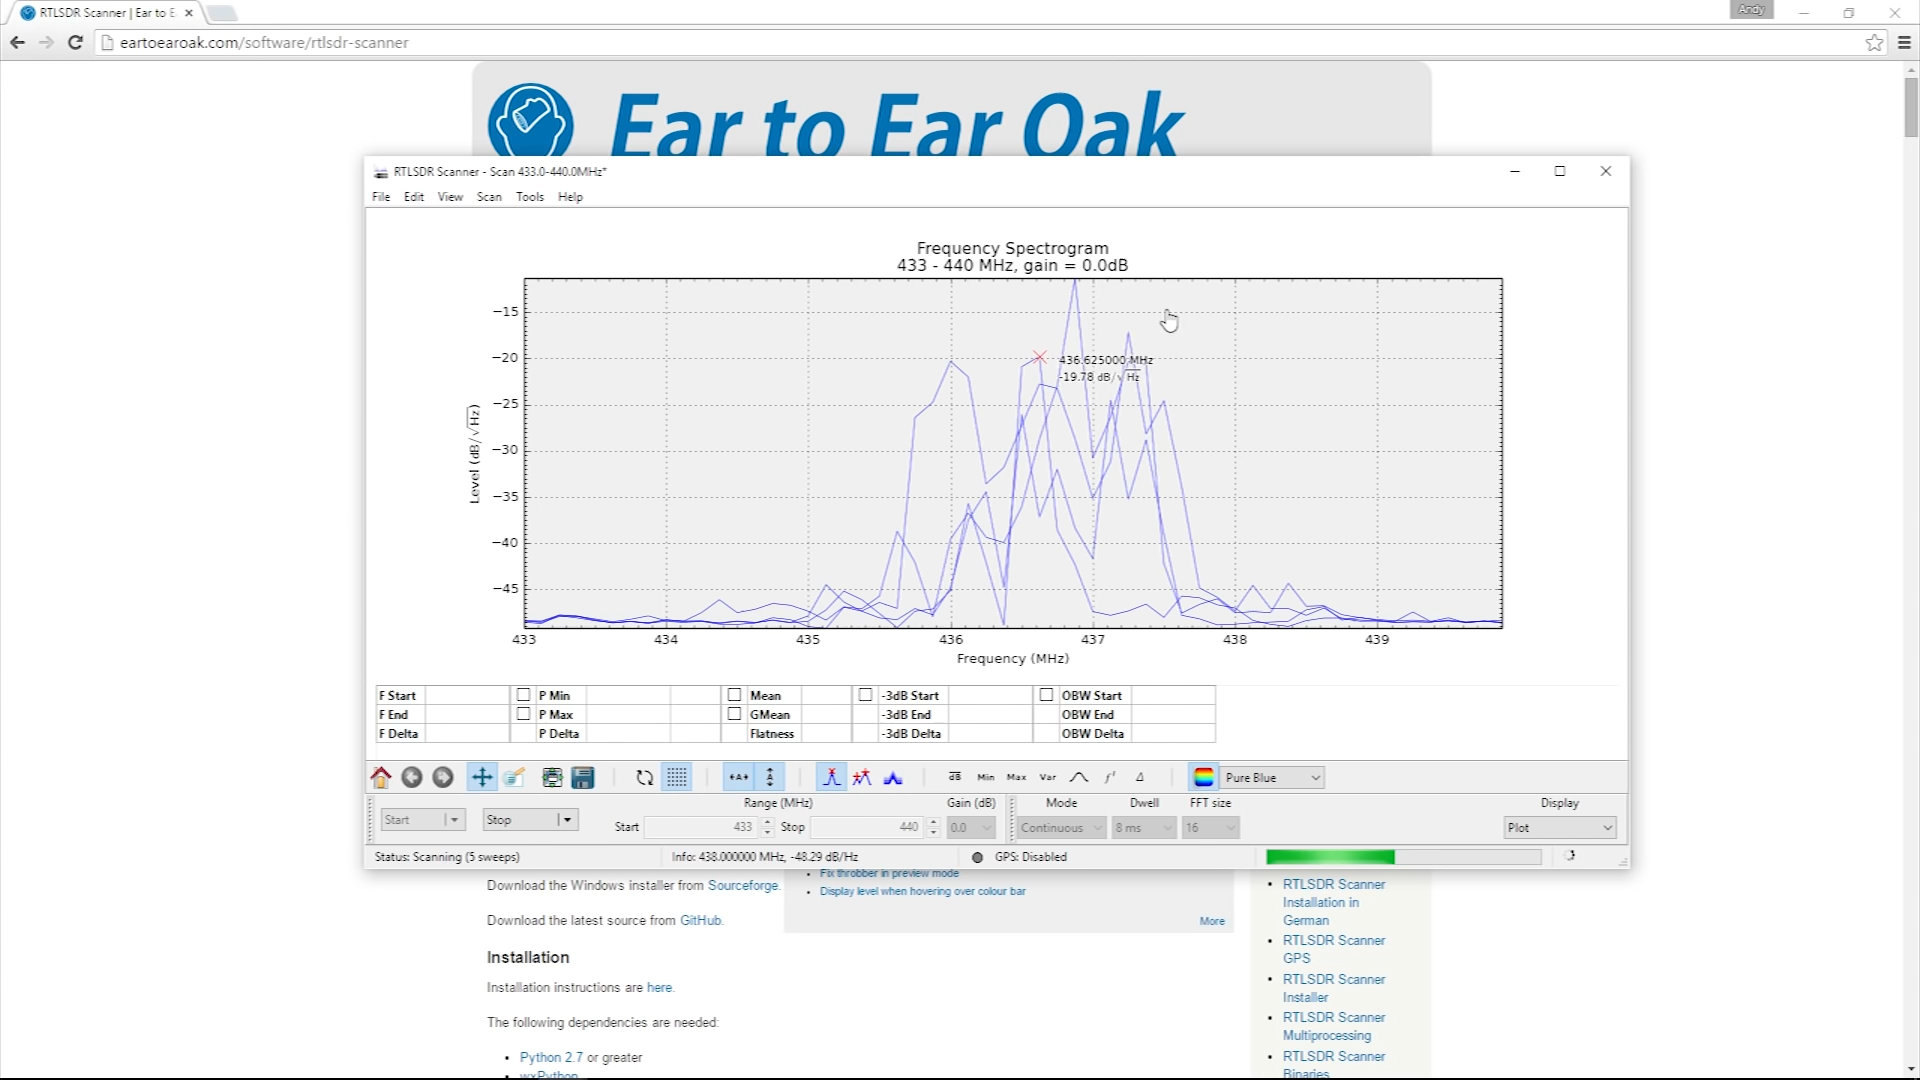 RTLSDR Scanner | Ear to E
Andy
eartoearoak.com/software/rtlsdr-scanner
Ear to Ear Oak
RTLSDR Scanner - Scan 433.0-440.0MHz*
File Edit View Scan Tools Help
Frequency Spectrogram
433 - 440 MHz, gain = 0.0dB
−15
−20
−25
−30
−35
−40
−45
Level (dB/√Hz)
436.625000 MHz
-19.78 dB/√Hz
433 434 435 436 437 438 439
Frequency (MHz)
F Start P Min Mean -3dB Start OBW Start
F End P Max GMean -3dB End OBW End
F Delta P Delta Flatness -3dB Delta OBW Delta
dB Min Max Var f' Δ Pure Blue
Range (MHz) Gain (dB) Mode Dwell FFT size Display
Start Stop Start 433 Stop 440 0.0 Continuous 8 ms 16 Plot
Status: Scanning (5 sweeps) Info: 438.000000 MHz, -48.29 dB/Hz GPS: Disabled
Download the Windows installer from Sourceforge.
Download the latest source from GitHub.
Installation
Installation instructions are here.
The following dependencies are needed:
• Python 2.7 or greater
• wxPython
• Fix throbber in preview mode
• Display level when hovering over colour bar
More
• RTLSDR Scanner
Installation in
German
• RTLSDR Scanner
GPS
• RTLSDR Scanner
Installer
• RTLSDR Scanner
Multiprocessing
• RTLSDR Scanner
Binaries